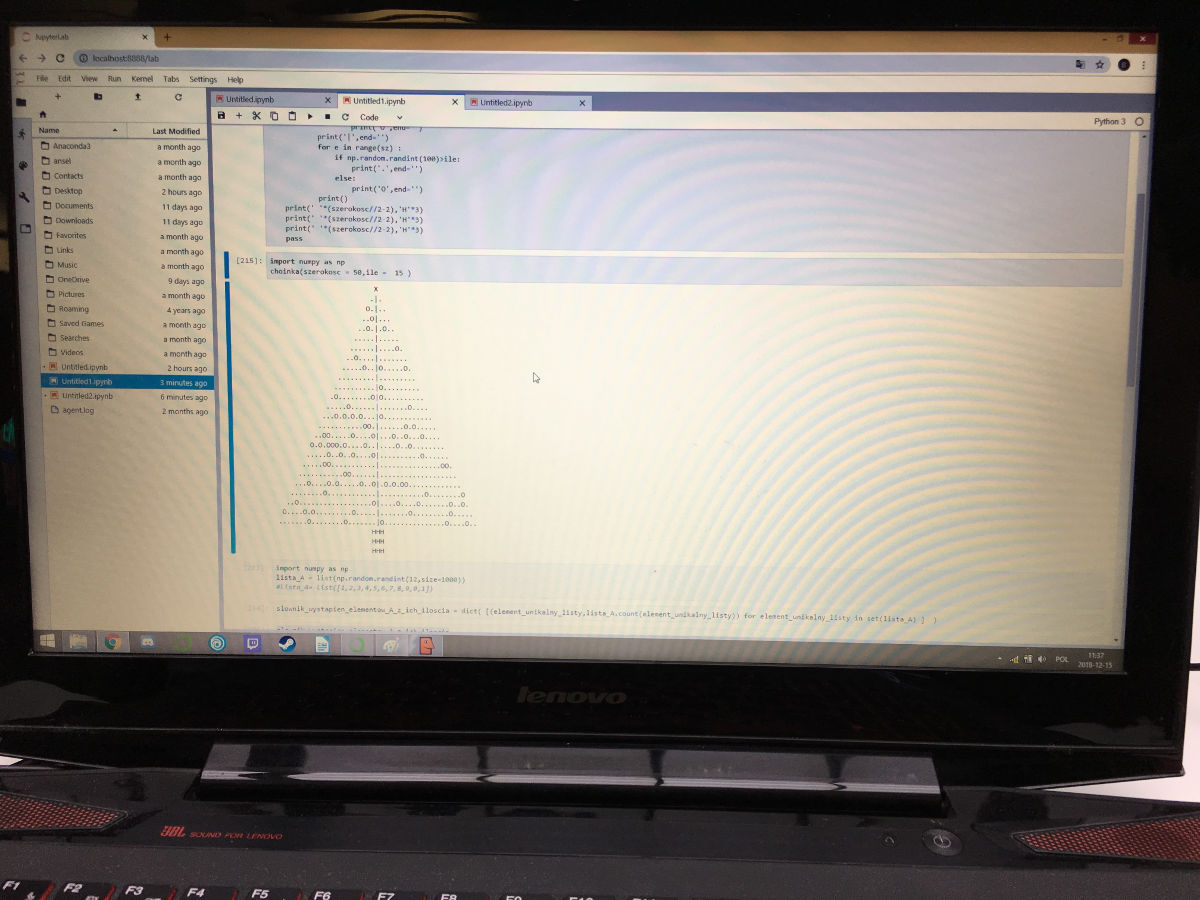 JupyterLab
localhost:8888/lab
File Edit View Run Kernel Tabs Settings Help
Untitled.ipynb Untitled1.ipynb Untitled2.ipynb
Code
Python 3
Name Last Modified
Anaconda3 a month ago
ansel a month ago
Contacts a month ago
Desktop 2 hours ago
Documents 11 days ago
Downloads 11 days ago
Favorites a month ago
Links a month ago
Music a month ago
OneDrive 9 days ago
Pictures a month ago
Roaming 4 years ago
Saved Games a month ago
Searches a month ago
Videos a month ago
Untitled.ipynb 2 hours ago
Untitled1.ipynb 3 minutes ago
Untitled2.ipynb 6 minutes ago
agent.log 2 months ago
print('|',end='')
for e in range(sz) :
if np.random.randint(100)>ile:
print('.',end='')
else:
print('O',end='')
print()
print(' '*(szerokosc//2-2),'H'*3)
print(' '*(szerokosc//2-2),'H'*3)
print(' '*(szerokosc//2-2),'H'*3)
pass
[215]: import numpy as np
choinka(szerokosc = 50,ile = 15 )
X
HHH
HHH
HHH
import numpy as np
lista_A = list(np.random.randint(12,size=1000))
#lista_A= list([1,2,3,4,5,6,7,8,9,0,1])
slownik_wystapien_elementow_A_z_ich_iloscia = dict( [(element_unikalny_listy,lista_A.count(element_unikalny_listy)) for element_unikalny_listy in set(lista_A) ] )
POL
11:37
2018-12-15
lenovo
JBL SOUND FOR LENOVO
F1 F2 F3 F4 F5 F6 F7 F8 F9 F10